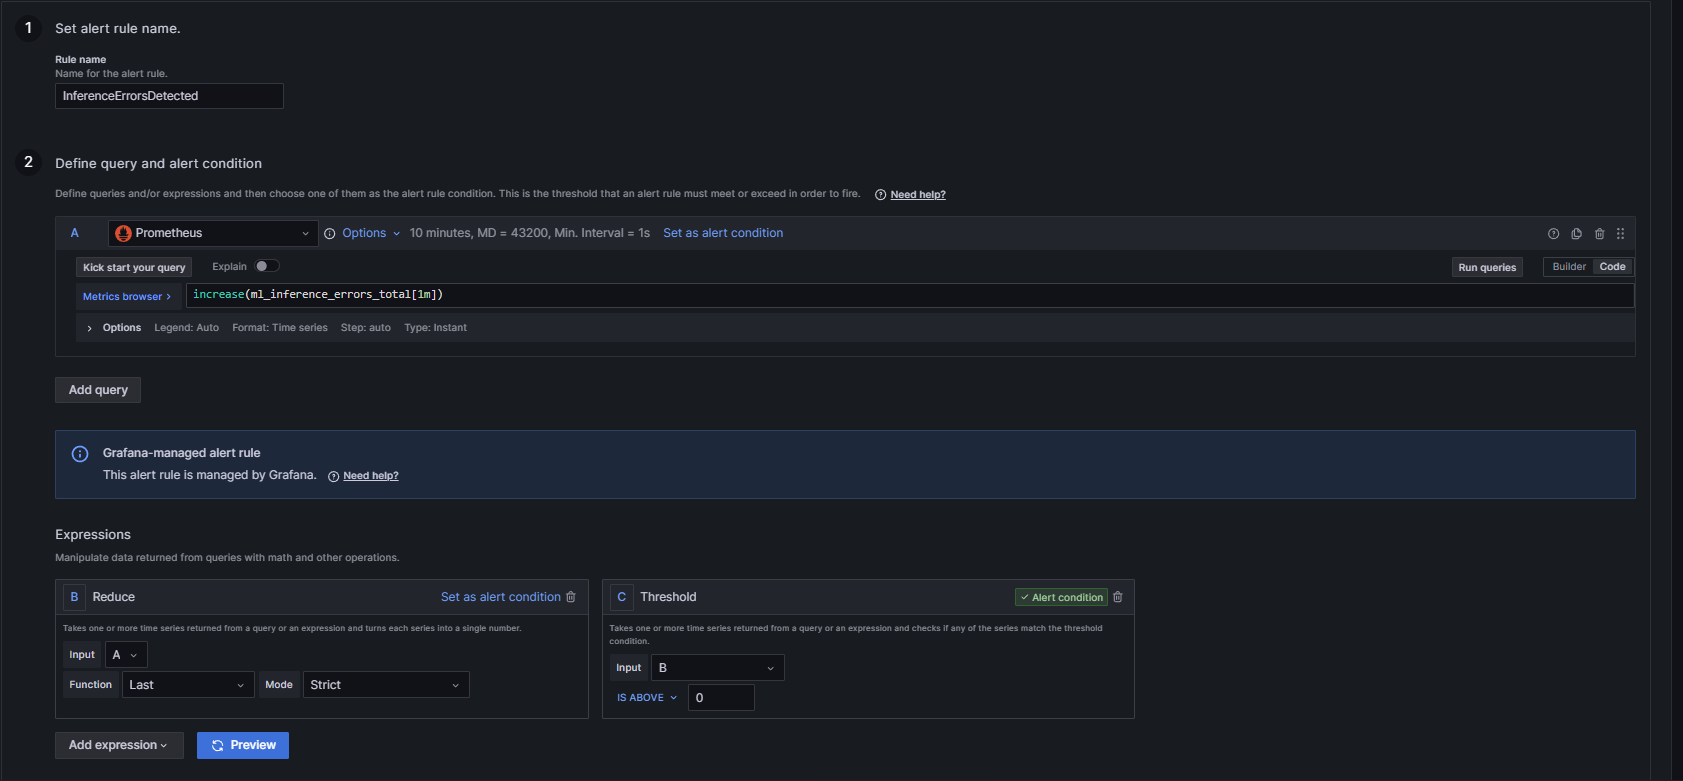 1 Set alert rule name.
Rule name
Name for the alert rule.
InferenceErrorsDetected
2 Define query and alert condition
Define queries and/or expressions and then choose one of them as the alert rule condition. This is the threshold that an alert rule must meet or exceed in order to fire. Need help?
A Prometheus Options 10 minutes, MD = 43200, Min. Interval = 1s Set as alert condition
Kick start your query Explain Run queries Builder Code
Metrics browser > increase(ml_inference_errors_total[1m])
> Options Legend: Auto Format: Time series Step: auto Type: Instant
Add query
Grafana-managed alert rule
This alert rule is managed by Grafana. Need help?
Expressions
Manipulate data returned from queries with math and other operations.
B Reduce Set as alert condition
Takes one or more time series returned from a query or an expression and turns each series into a single number.
Input A
Function Last Mode Strict
C Threshold Alert condition
Takes one or more time series returned from a query or an expression and checks if any of the series match the threshold
condition.
Input B
IS ABOVE 0
Add expression Preview